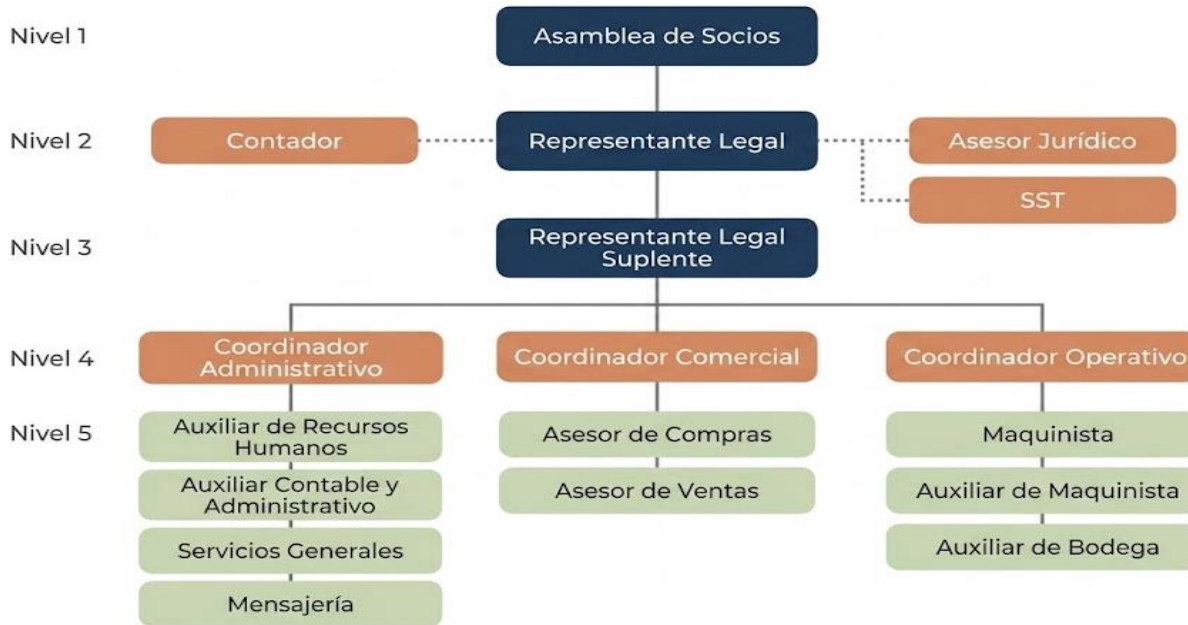 Nivel 1
Asamblea de Socios
Nivel 2
Contador
Representante Legal
Asesor Jurídico
SST
Nivel 3
Representante Legal
Suplente
Nivel 4
Coordinador
Administrativo
Coordinador Comercial
Coordinador Operativo
Nivel 5
Auxiliar de Recursos
Humanos
Asesor de Compras
Maquinista
Auxiliar Contable y
Administrativo
Asesor de Ventas
Auxiliar de Maquinista
Servicios Generales
Auxiliar de Bodega
Mensajería